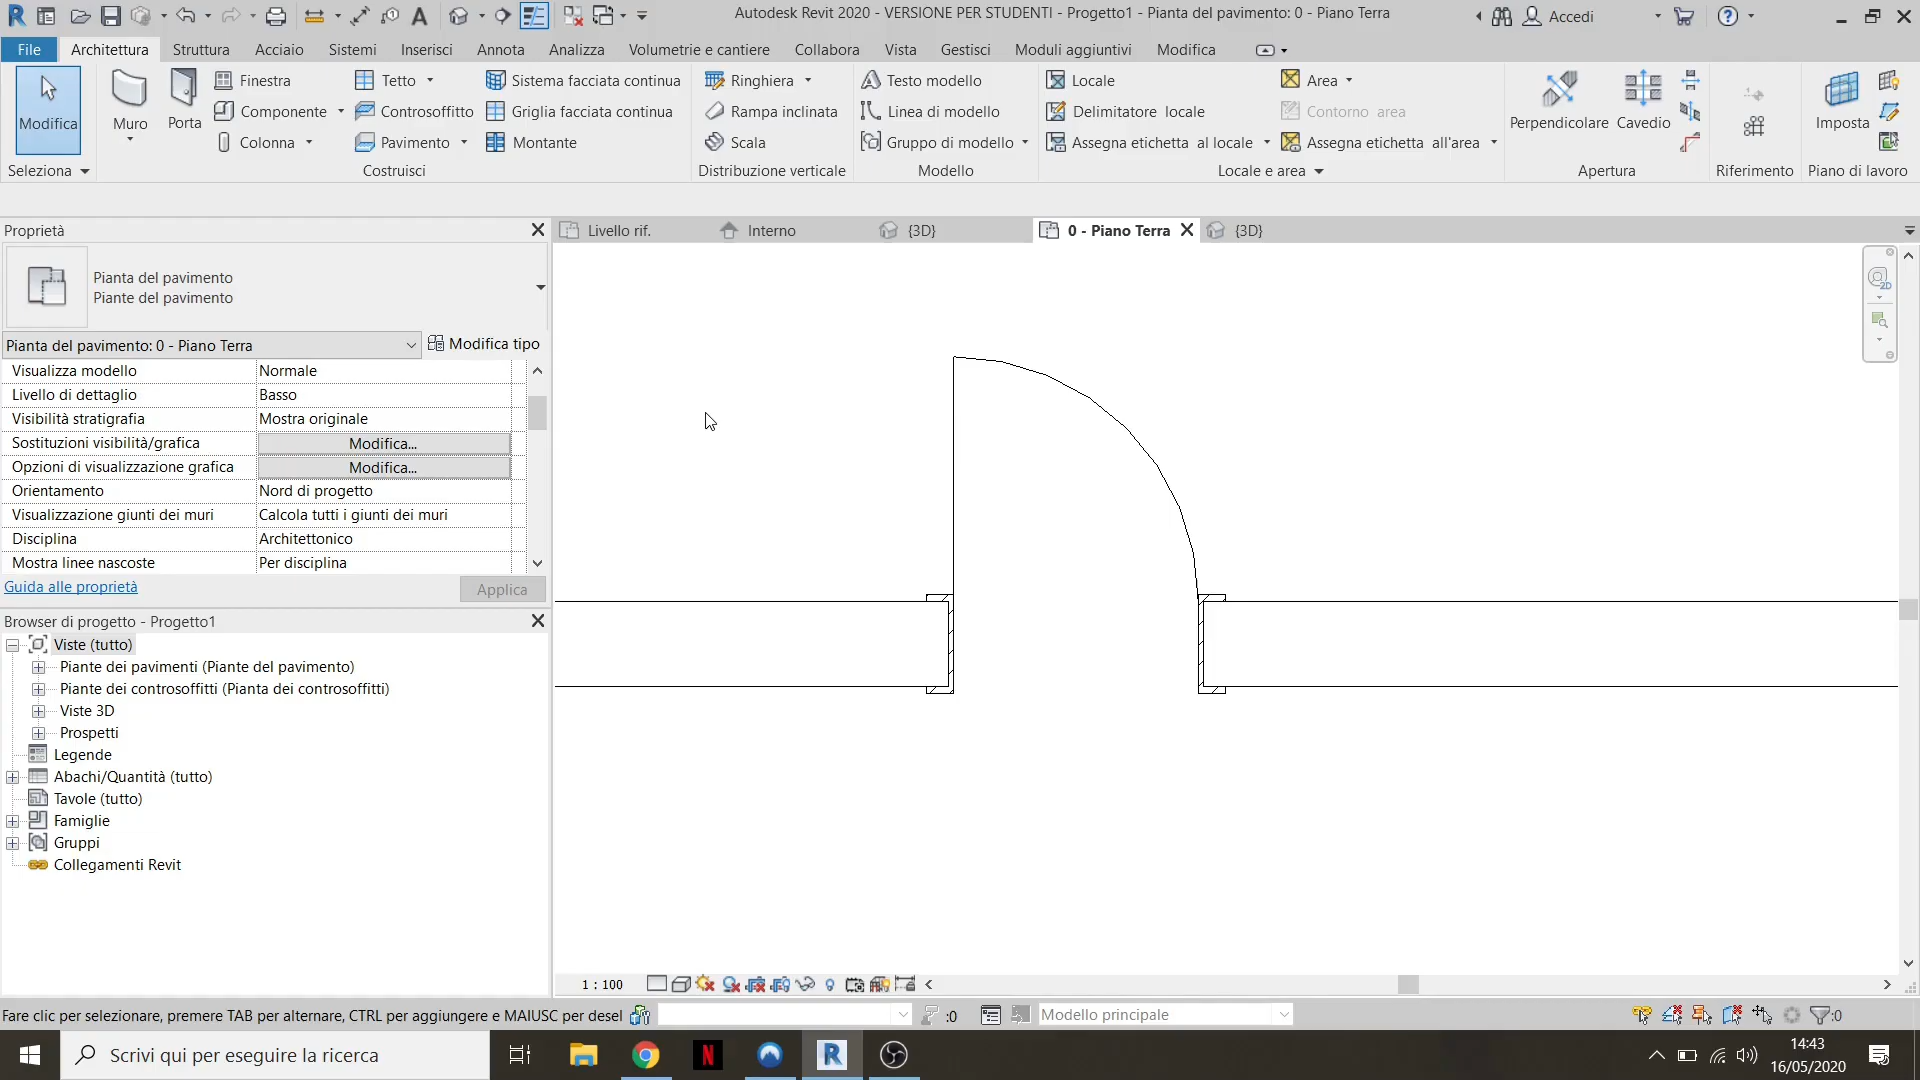 Autodesk Revit 2020 - VERSIONE PER STUDENTI - Progetto1 - Pianta del pavimento: 0 - Piano Terra
Accedi
File Architettura Struttura Acciaio Sistemi Inserisci Annota Analizza Volumetrie e cantiere Collabora Vista Gestisci Moduli aggiuntivi Modifica
Modifica
Seleziona
Muro
Porta
Finestra
Componente
Colonna
Tetto
Controsoffitto
Pavimento
Sistema facciata continua
Griglia facciata continua
Montante
Costruisci
Ringhiera
Rampa inclinata
Scala
Distribuzione verticale
Testo modello
Linea di modello
Gruppo di modello
Modello
Locale
Delimitatore locale
Assegna etichetta al locale
Area
Contorno area
Assegna etichetta all'area
Locale e area
Perpendicolare
Cavedio
Apertura
Riferimento
Imposta
Piano di lavoro
Proprietà
Pianta del pavimento
Piante del pavimento
Pianta del pavimento: 0 - Piano Terra
Modifica tipo
Visualizza modello Normale
Livello di dettaglio Basso
Visibilità stratigrafia Mostra originale
Sostituzioni visibilità/grafica Modifica...
Opzioni di visualizzazione grafica Modifica...
Orientamento Nord di progetto
Visualizzazione giunti dei muri Calcola tutti i giunti dei muri
Disciplina Architettonico
Mostra linee nascoste Per disciplina
Guida alle proprietà
Applica
Browser di progetto - Progetto1
Viste (tutto)
Piante dei pavimenti (Piante del pavimento)
Piante dei controsoffitti (Pianta dei controsoffitti)
Viste 3D
Prospetti
Legende
Abachi/Quantità (tutto)
Tavole (tutto)
Famiglie
Gruppi
Collegamenti Revit
Livello rif.
Interno
{3D}
0 - Piano Terra
{3D}
2D
1 : 100
Fare clic per selezionare, premere TAB per alternare, CTRL per aggiungere e MAIUSC per desel
:0
Modello principale
:0
Scrivi qui per eseguire la ricerca
14:43
16/05/2020